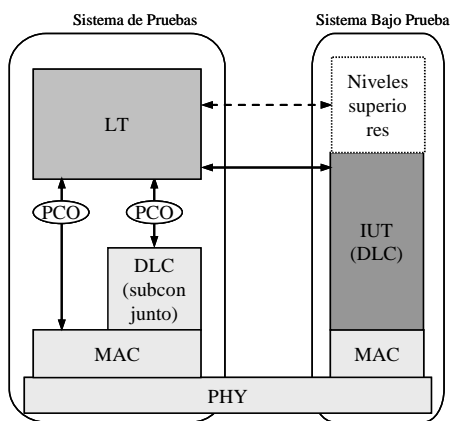 Sistema de Pruebas
Sistema Bajo Prueba
LT
Niveles
superio
res
PCO
PCO
IUT
(DLC)
DLC
(subcon
junto)
MAC
MAC
PHY